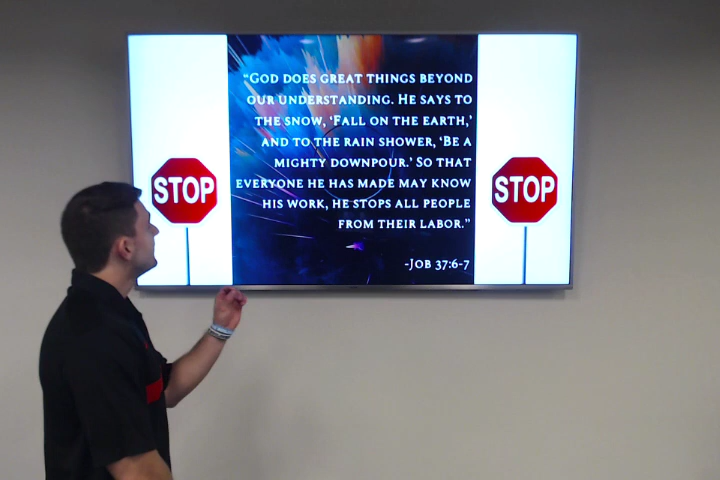 STOP
“GOD DOES GREAT THINGS BEYOND
OUR UNDERSTANDING. HE SAYS TO
THE SNOW, ‘FALL ON THE EARTH,’
AND TO THE RAIN SHOWER, ‘BE A
MIGHTY DOWNPOUR.’ SO THAT
EVERYONE HE HAS MADE MAY KNOW
HIS WORK, HE STOPS ALL PEOPLE
FROM THEIR LABOR.”
-JOB 37:6-7
STOP